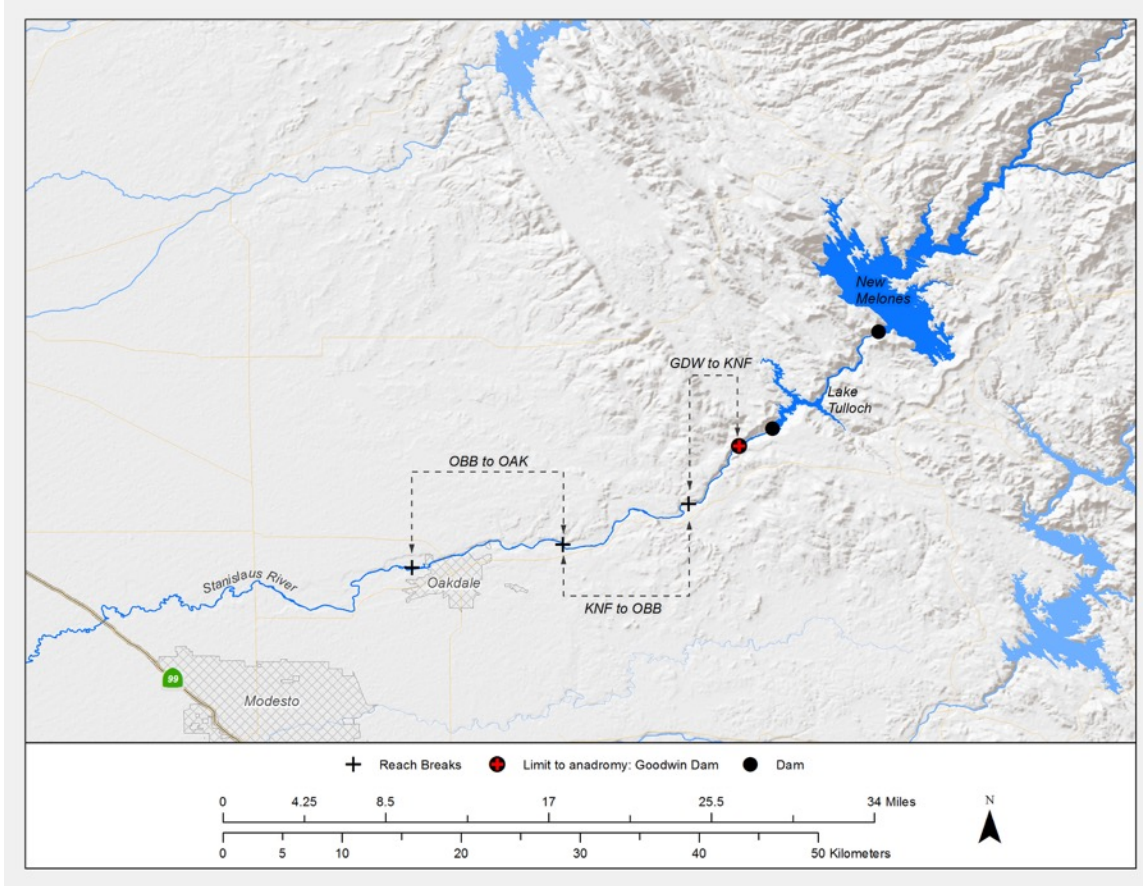 New
Melones
GDW to KNF
Lake
Tulloch
OBB to OAK
Stanislaus River
Oakdale
KNF to OBB
99
Modesto
Reach Breaks
Limit to anadromy: Goodwin Dam
Dam
0 4.25 8.5 17 25.5 34 Miles
0 5 10 20 30 40 50 Kilometers
N